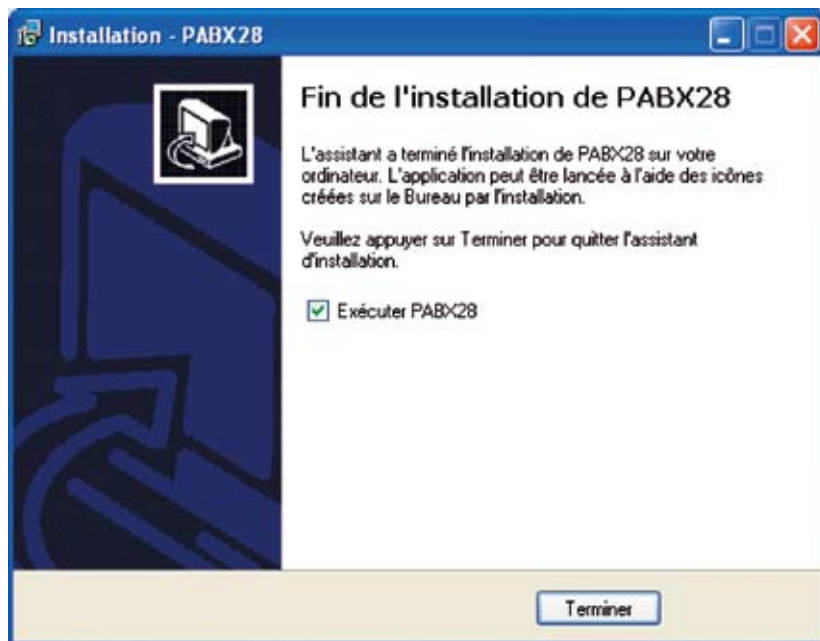 Installation - PABX28
Fin de l'installation de PABX28
L'assistant a terminé l'installation de PABX28 sur votre
ordinateur. L'application peut être lancée à l'aide des icônes
créées sur le Bureau par l'installation.
Veuillez appuyer sur Terminer pour quitter l'assistant
d'installation.
Exécuter PABX28
Terminer